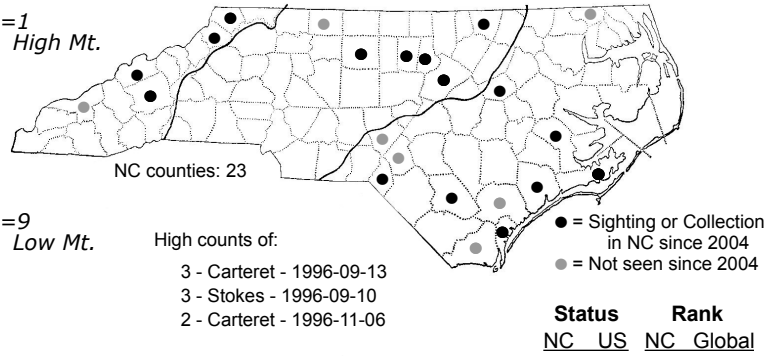 =1
High Mt.
NC counties: 23
=9
Low Mt.
High counts of:
3 - Carteret - 1996-09-13
3 - Stokes - 1996-09-10
2 - Carteret - 1996-11-06
= Sighting or Collection
in NC since 2004
= Not seen since 2004
Status Rank
NC US NC Global